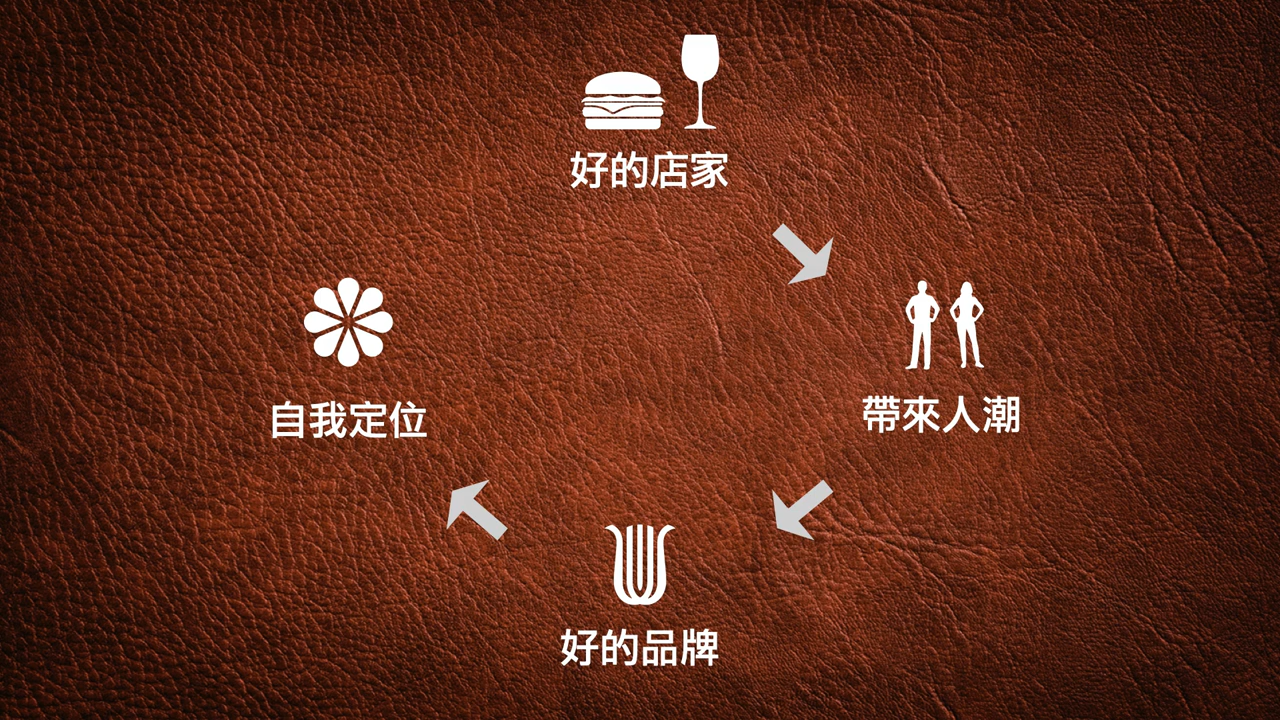 好的店家
帶來人潮
自我定位
好的品牌